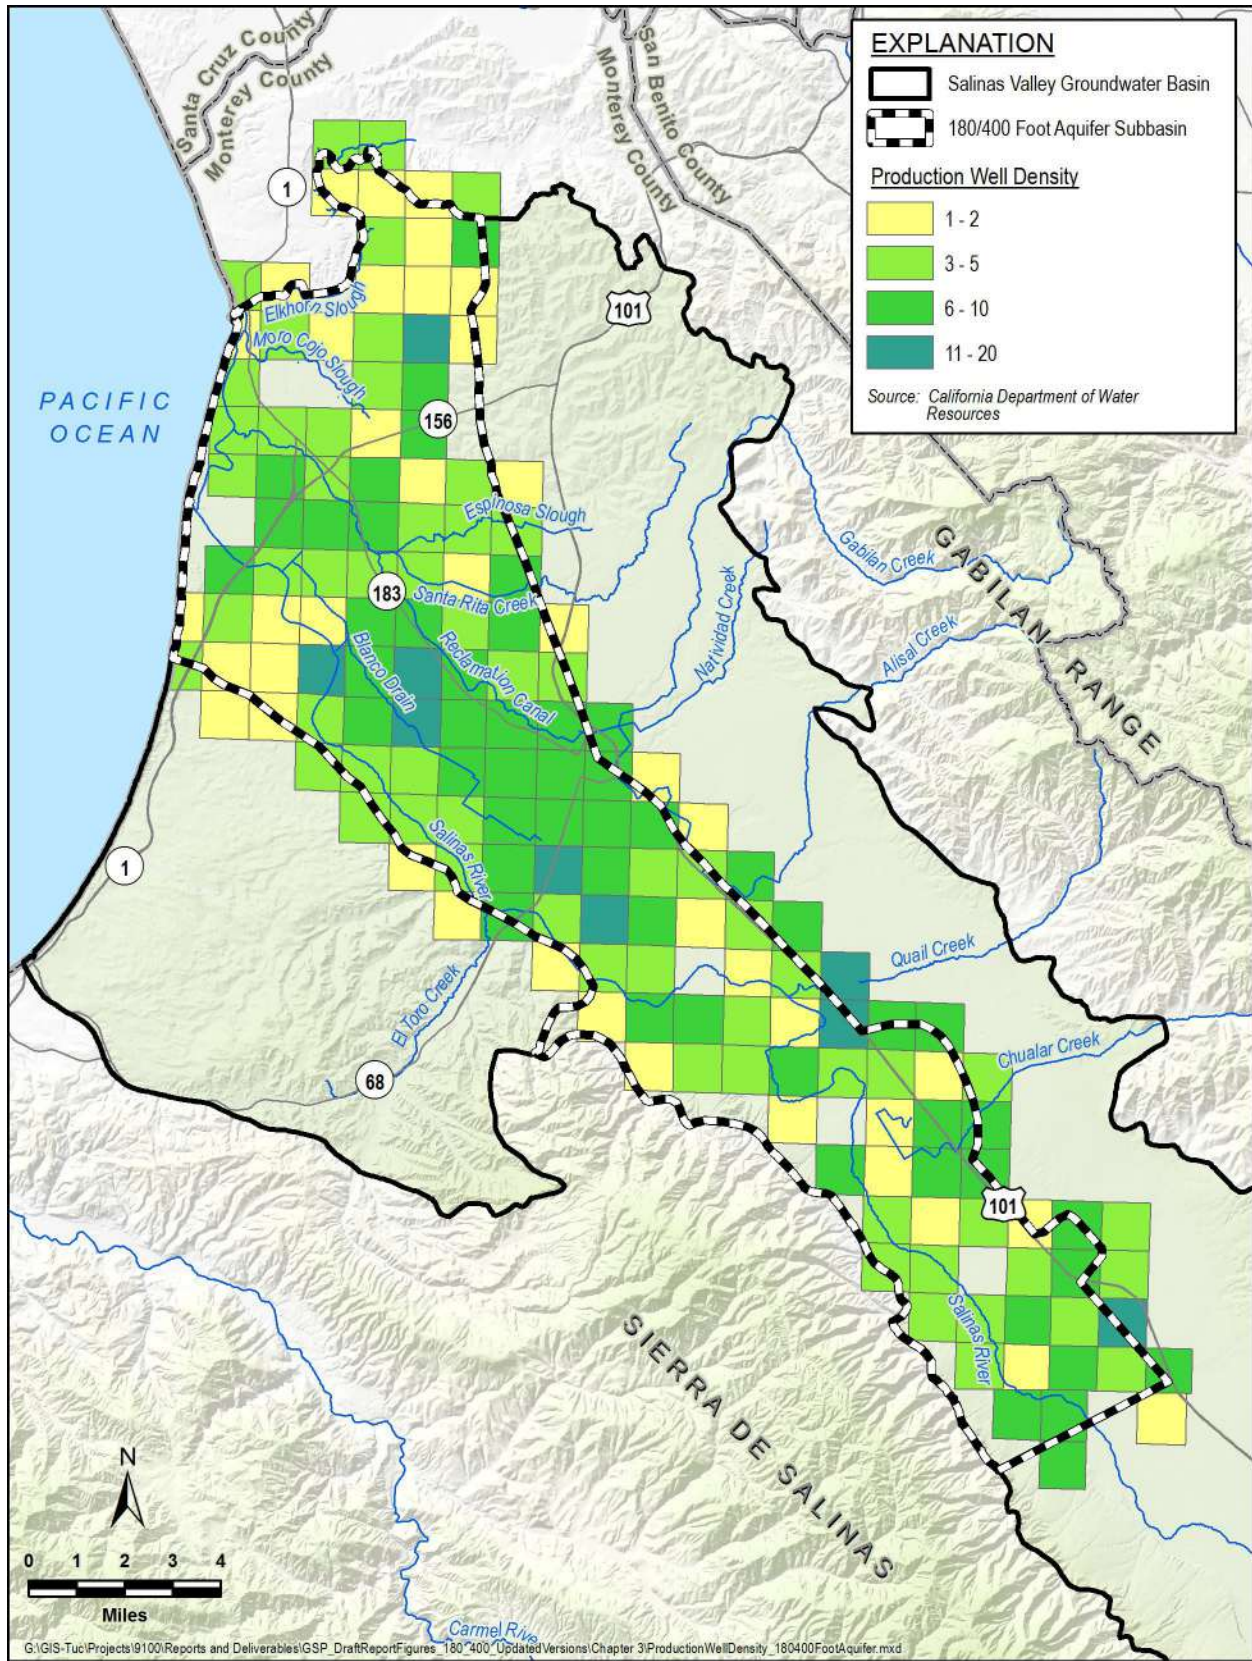 Santa Cruz County
Monterey County
San Benito County
Monterey County
EXPLANATION
Salinas Valley Groundwater Basin
180/400 Foot Aquifer Subbasin
Production Well Density
1 - 2
3 - 5
6 - 10
11 - 20
Source: California Department of Water
Resources
1
101
Elkhorn Slough
Moro Cojo Slough
PACIFIC
OCEAN
156
Espinosa Slough
Gabilan Creek
GABILAN RANGE
183
Santa Rita Creek
Natividad Creek
Alisal Creek
Blanco Drain
Reclamation Canal
Salinas River
1
Quail Creek
El Toro Creek
Chualar Creek
68
101
Salinas River
SIERRA DE SALINAS
N
0 1 2 3 4
Miles
Carmel River
G:\GIS-Tuc\Projects\9100\Reports and Deliverables\GSP_DraftReportFigures_180_400_UpdatedVersions\Chapter 3\ProductionWellDensity_180400FootAquifer.mxd